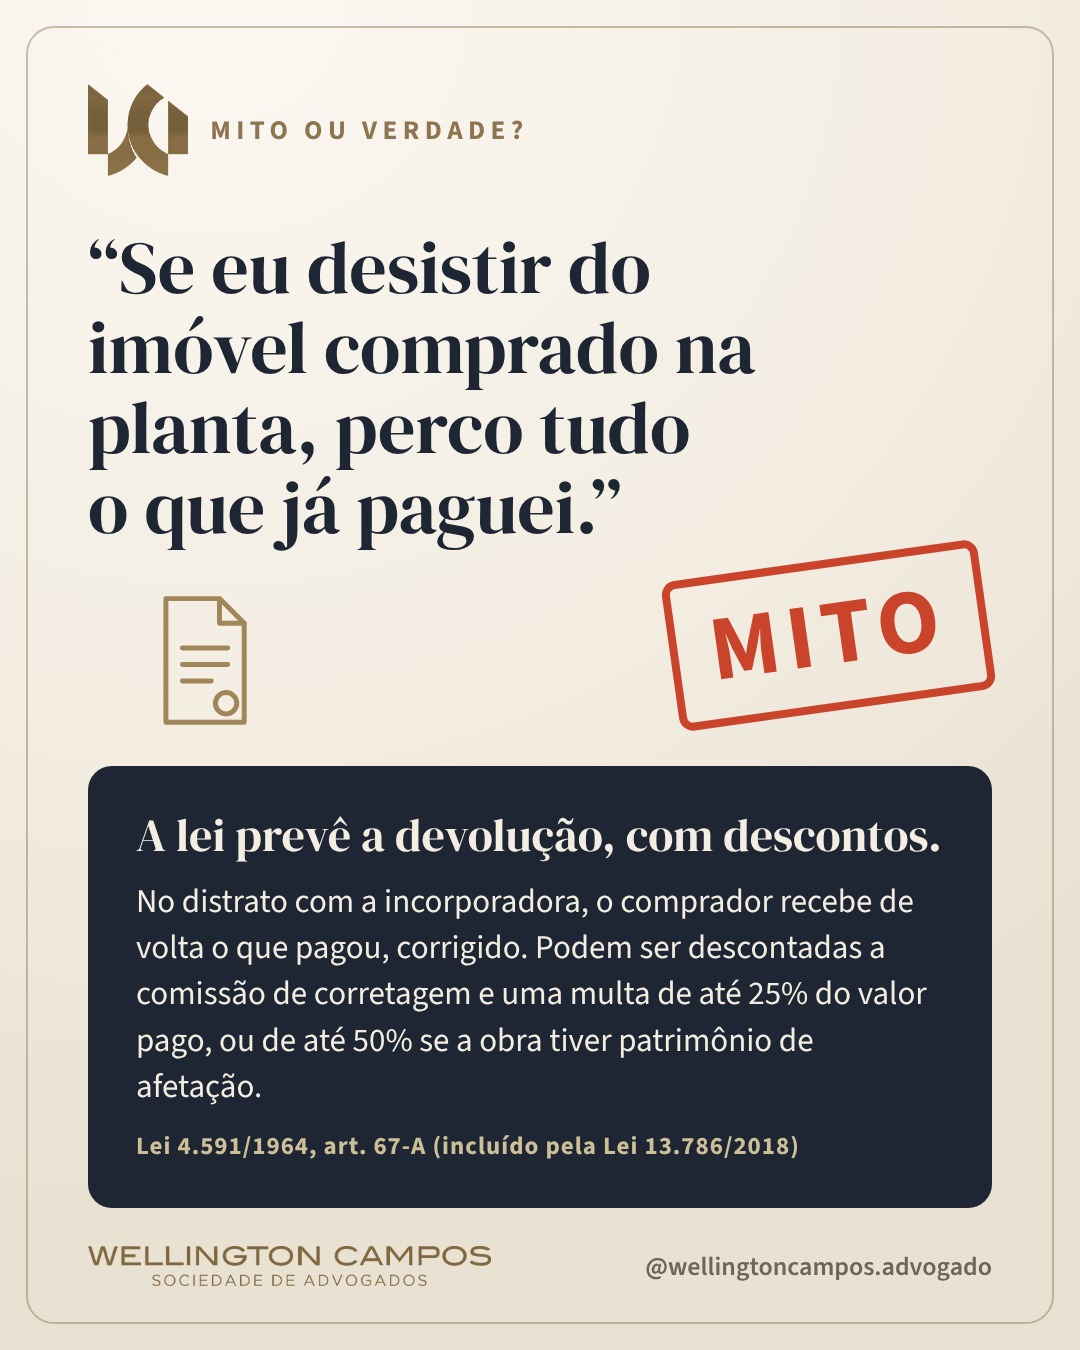 MITO OU VERDADE?
“Se eu desistir do
imóvel comprado na
planta, perco tudo
o que já paguei.”
MITO
A lei prevê a devolução, com descontos.
No distrato com a incorporadora, o comprador recebe de
volta o que pagou, corrigido. Podem ser descontadas a
comissão de corretagem e uma multa de até 25% do valor
pago, ou de até 50% se a obra tiver patrimônio de
afetação.
Lei 4.591/1964, art. 67-A (incluído pela Lei 13.786/2018)
WELLINGTON CAMPOS
SOCIEDADE DE ADVOGADOS
@wellingtoncampos.advogado